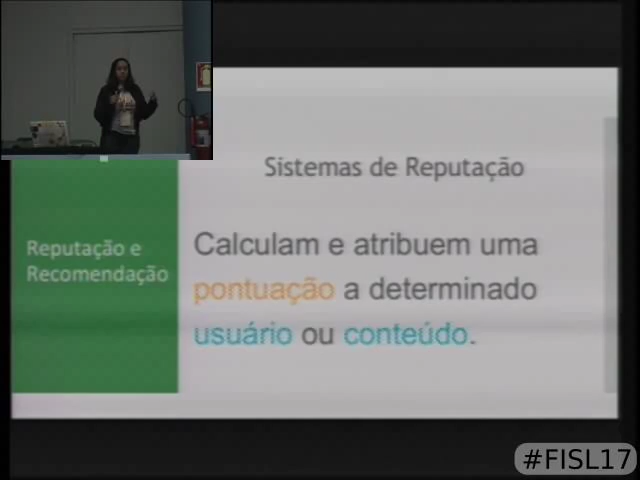 Sistemas de Reputação
Reputação e
Recomendação
Calculam e atribuem uma
pontuação a determinado
usuário ou conteúdo.
#FISL17